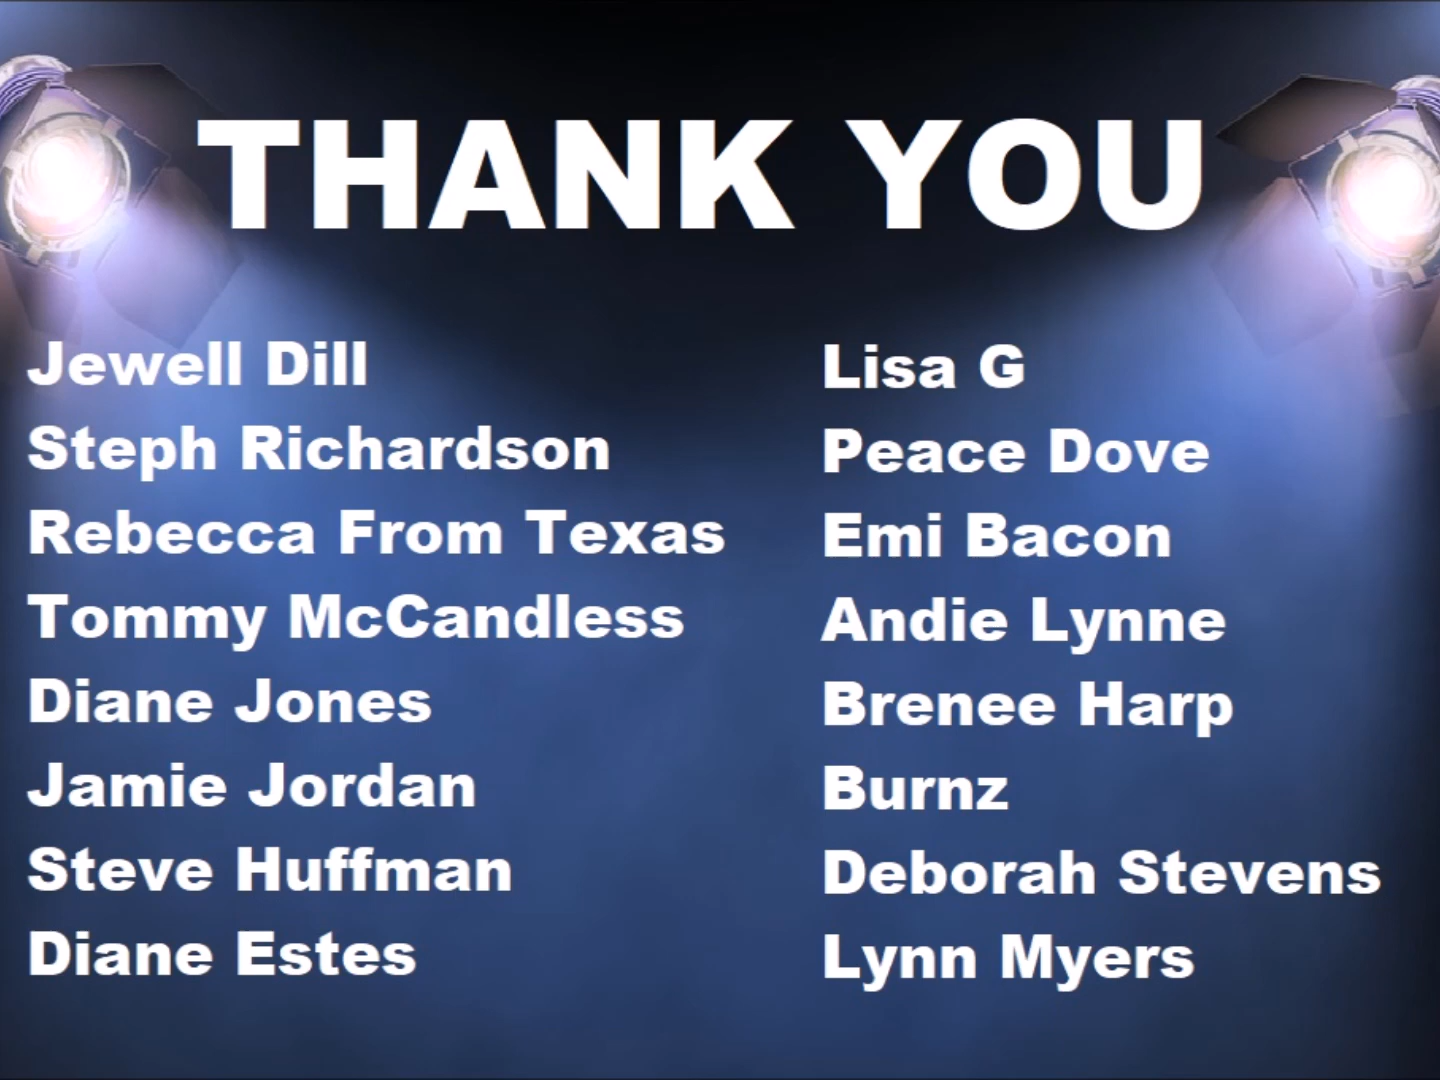 THANK YOU
Jewell Dill
Steph Richardson
Rebecca From Texas
Tommy McCandless
Diane Jones
Jamie Jordan
Steve Huffman
Diane Estes
Lisa G
Peace Dove
Emi Bacon
Andie Lynne
Brenee Harp
Burnz
Deborah Stevens
Lynn Myers